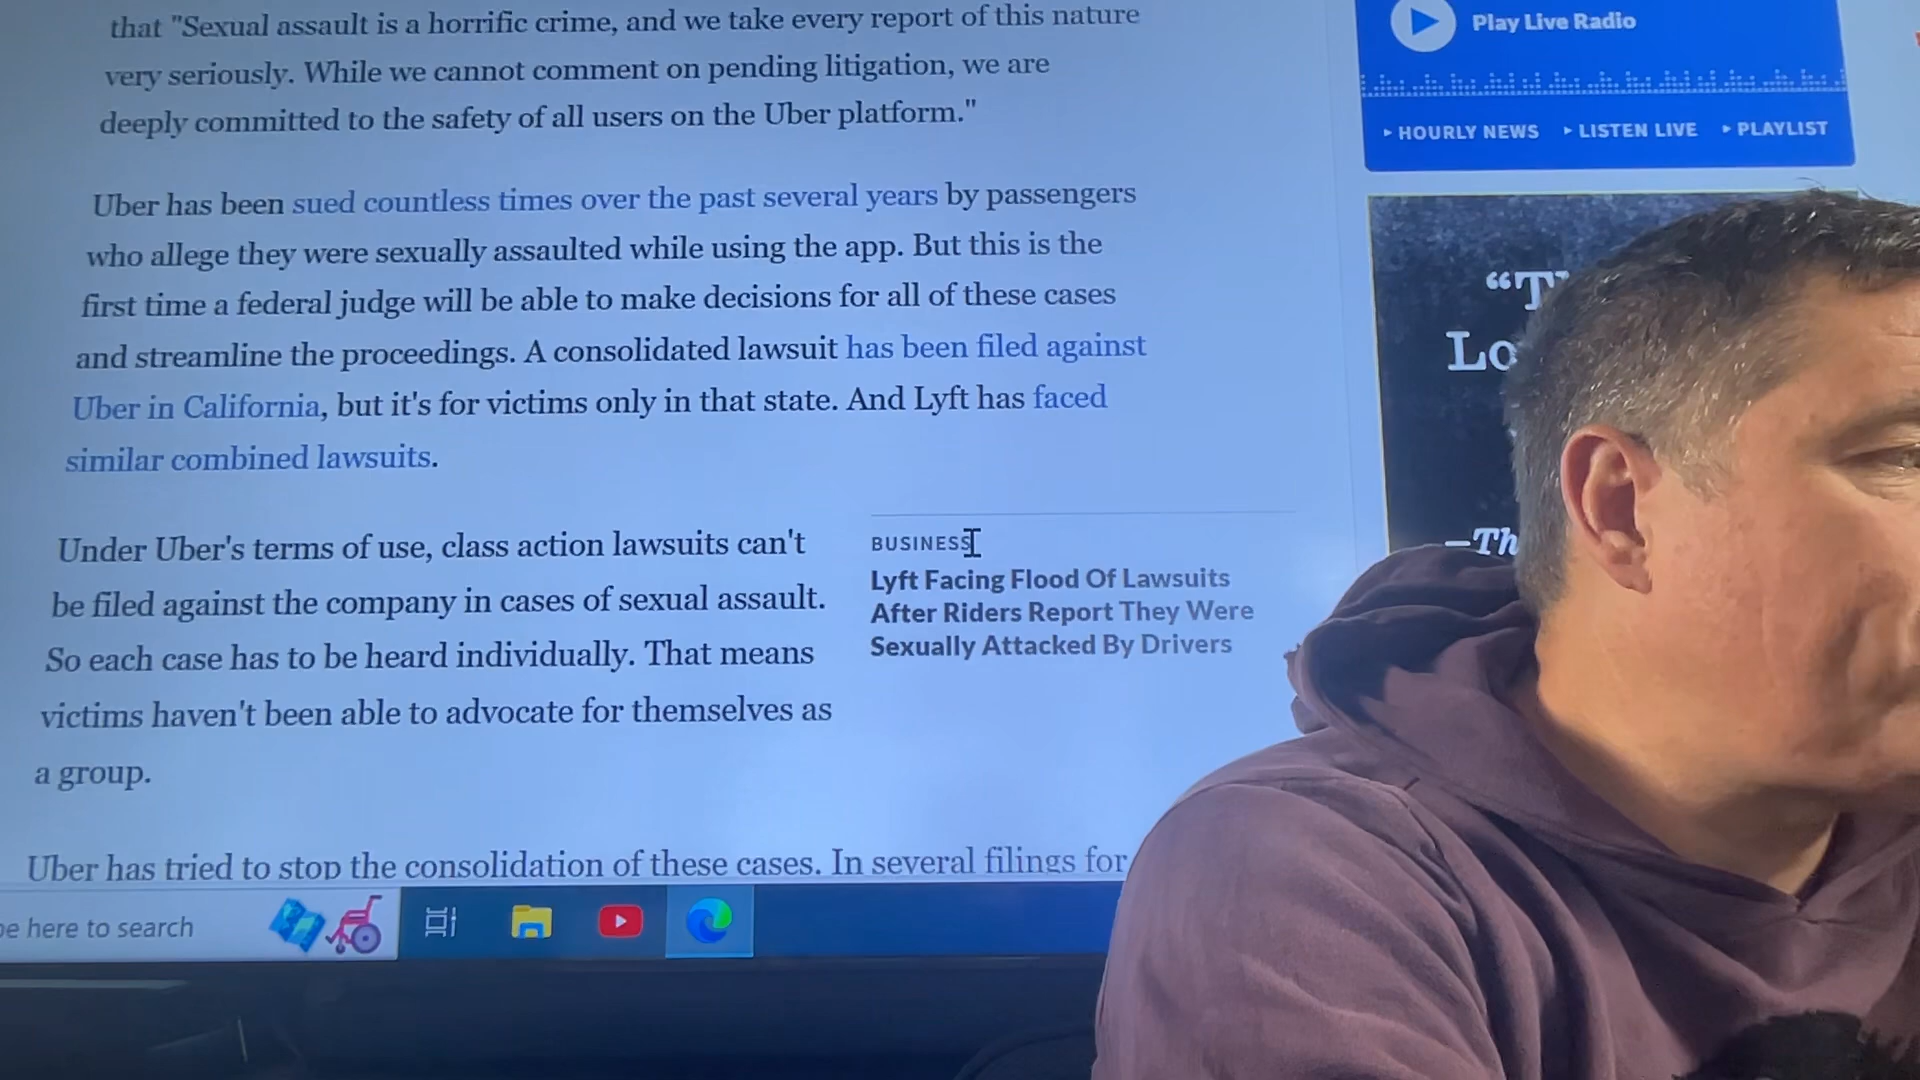 that "Sexual assault is a horrific crime, and we take every report of this nature
very seriously. While we cannot comment on pending litigation, we are
deeply committed to the safety of all users on the Uber platform."
Uber has been sued countless times over the past several years by passengers
who allege they were sexually assaulted while using the app. But this is the
first time a federal judge will be able to make decisions for all of these cases
and streamline the proceedings. A consolidated lawsuit has been filed against
Uber in California, but it's for victims only in that state. And Lyft has faced
similar combined lawsuits.
Under Uber's terms of use, class action lawsuits can't
be filed against the company in cases of sexual assault.
So each case has to be heard individually. That means
victims haven't been able to advocate for themselves as
a group.
BUSINESS
Lyft Facing Flood Of Lawsuits
After Riders Report They Were
Sexually Attacked By Drivers
Uber has tried to stop the consolidation of these cases. In several filings for
Play Live Radio
HOURLY NEWS LISTEN LIVE PLAYLIST
here to search